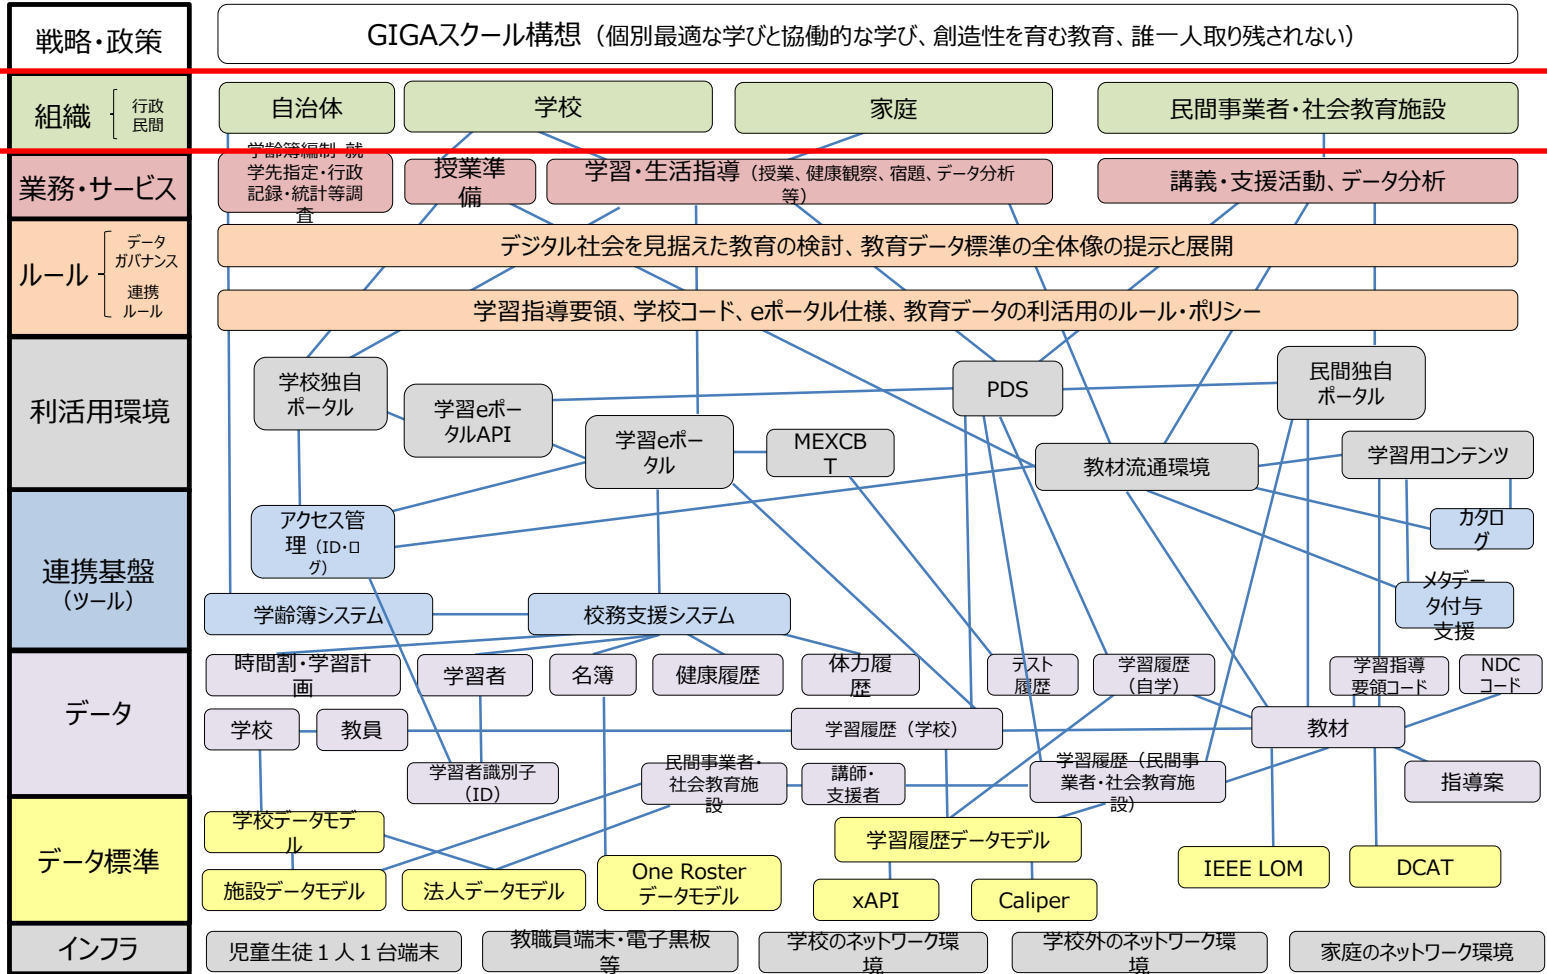 戦略・政策
GIGAスクール構想（個別最適な学びと協働的な学び、創造性を育む教育、誰一人取り残されない）
組織
行政
民間
自治体
学校
家庭
民間事業者・社会教育施設
業務・サービス
学齢簿編制・就
学先指定・行政
記録・統計等調
査
授業準
備
学習・生活指導（授業、健康観察、宿題、データ分析
等）
講義・支援活動、データ分析
ルール
データ
ガバナンス
連携
ルール
デジタル社会を見据えた教育の検討、教育データ標準の全体像の提示と展開
学習指導要領、学校コード、eポータル仕様、教育データの利活用のルール・ポリシー
利活用環境
学校独自
ポータル
学習eポー
タルAPI
学習eポー
タル
MEXCB
T
PDS
教材流通環境
民間独自
ポータル
学習用コンテンツ
連携基盤
（ツール）
アクセス管
理（ID・ロ
グ）
カタロ
グ
学齢簿システム
校務支援システム
メタデー
タ付与
支援
データ
時間割・学習計
画
学習者
名簿
健康履歴
体力履
歴
テスト
履歴
学習履歴
（自学）
学習指導
要領コード
NDC
コード
学校
教員
学習履歴（学校）
教材
学習者識別子
（ID）
民間事業者・
社会教育施
設
講師・
支援者
学習履歴（民間事
業者・社会教育施
設）
指導案
データ標準
学校データモデ
ル
学習履歴データモデル
施設データモデル
法人データモデル
One Roster
データモデル
xAPI
Caliper
IEEE LOM
DCAT
インフラ
児童生徒１人１台端末
教職員端末・電子黒板
等
学校のネットワーク環
境
学校外のネットワーク環
境
家庭のネットワーク環境